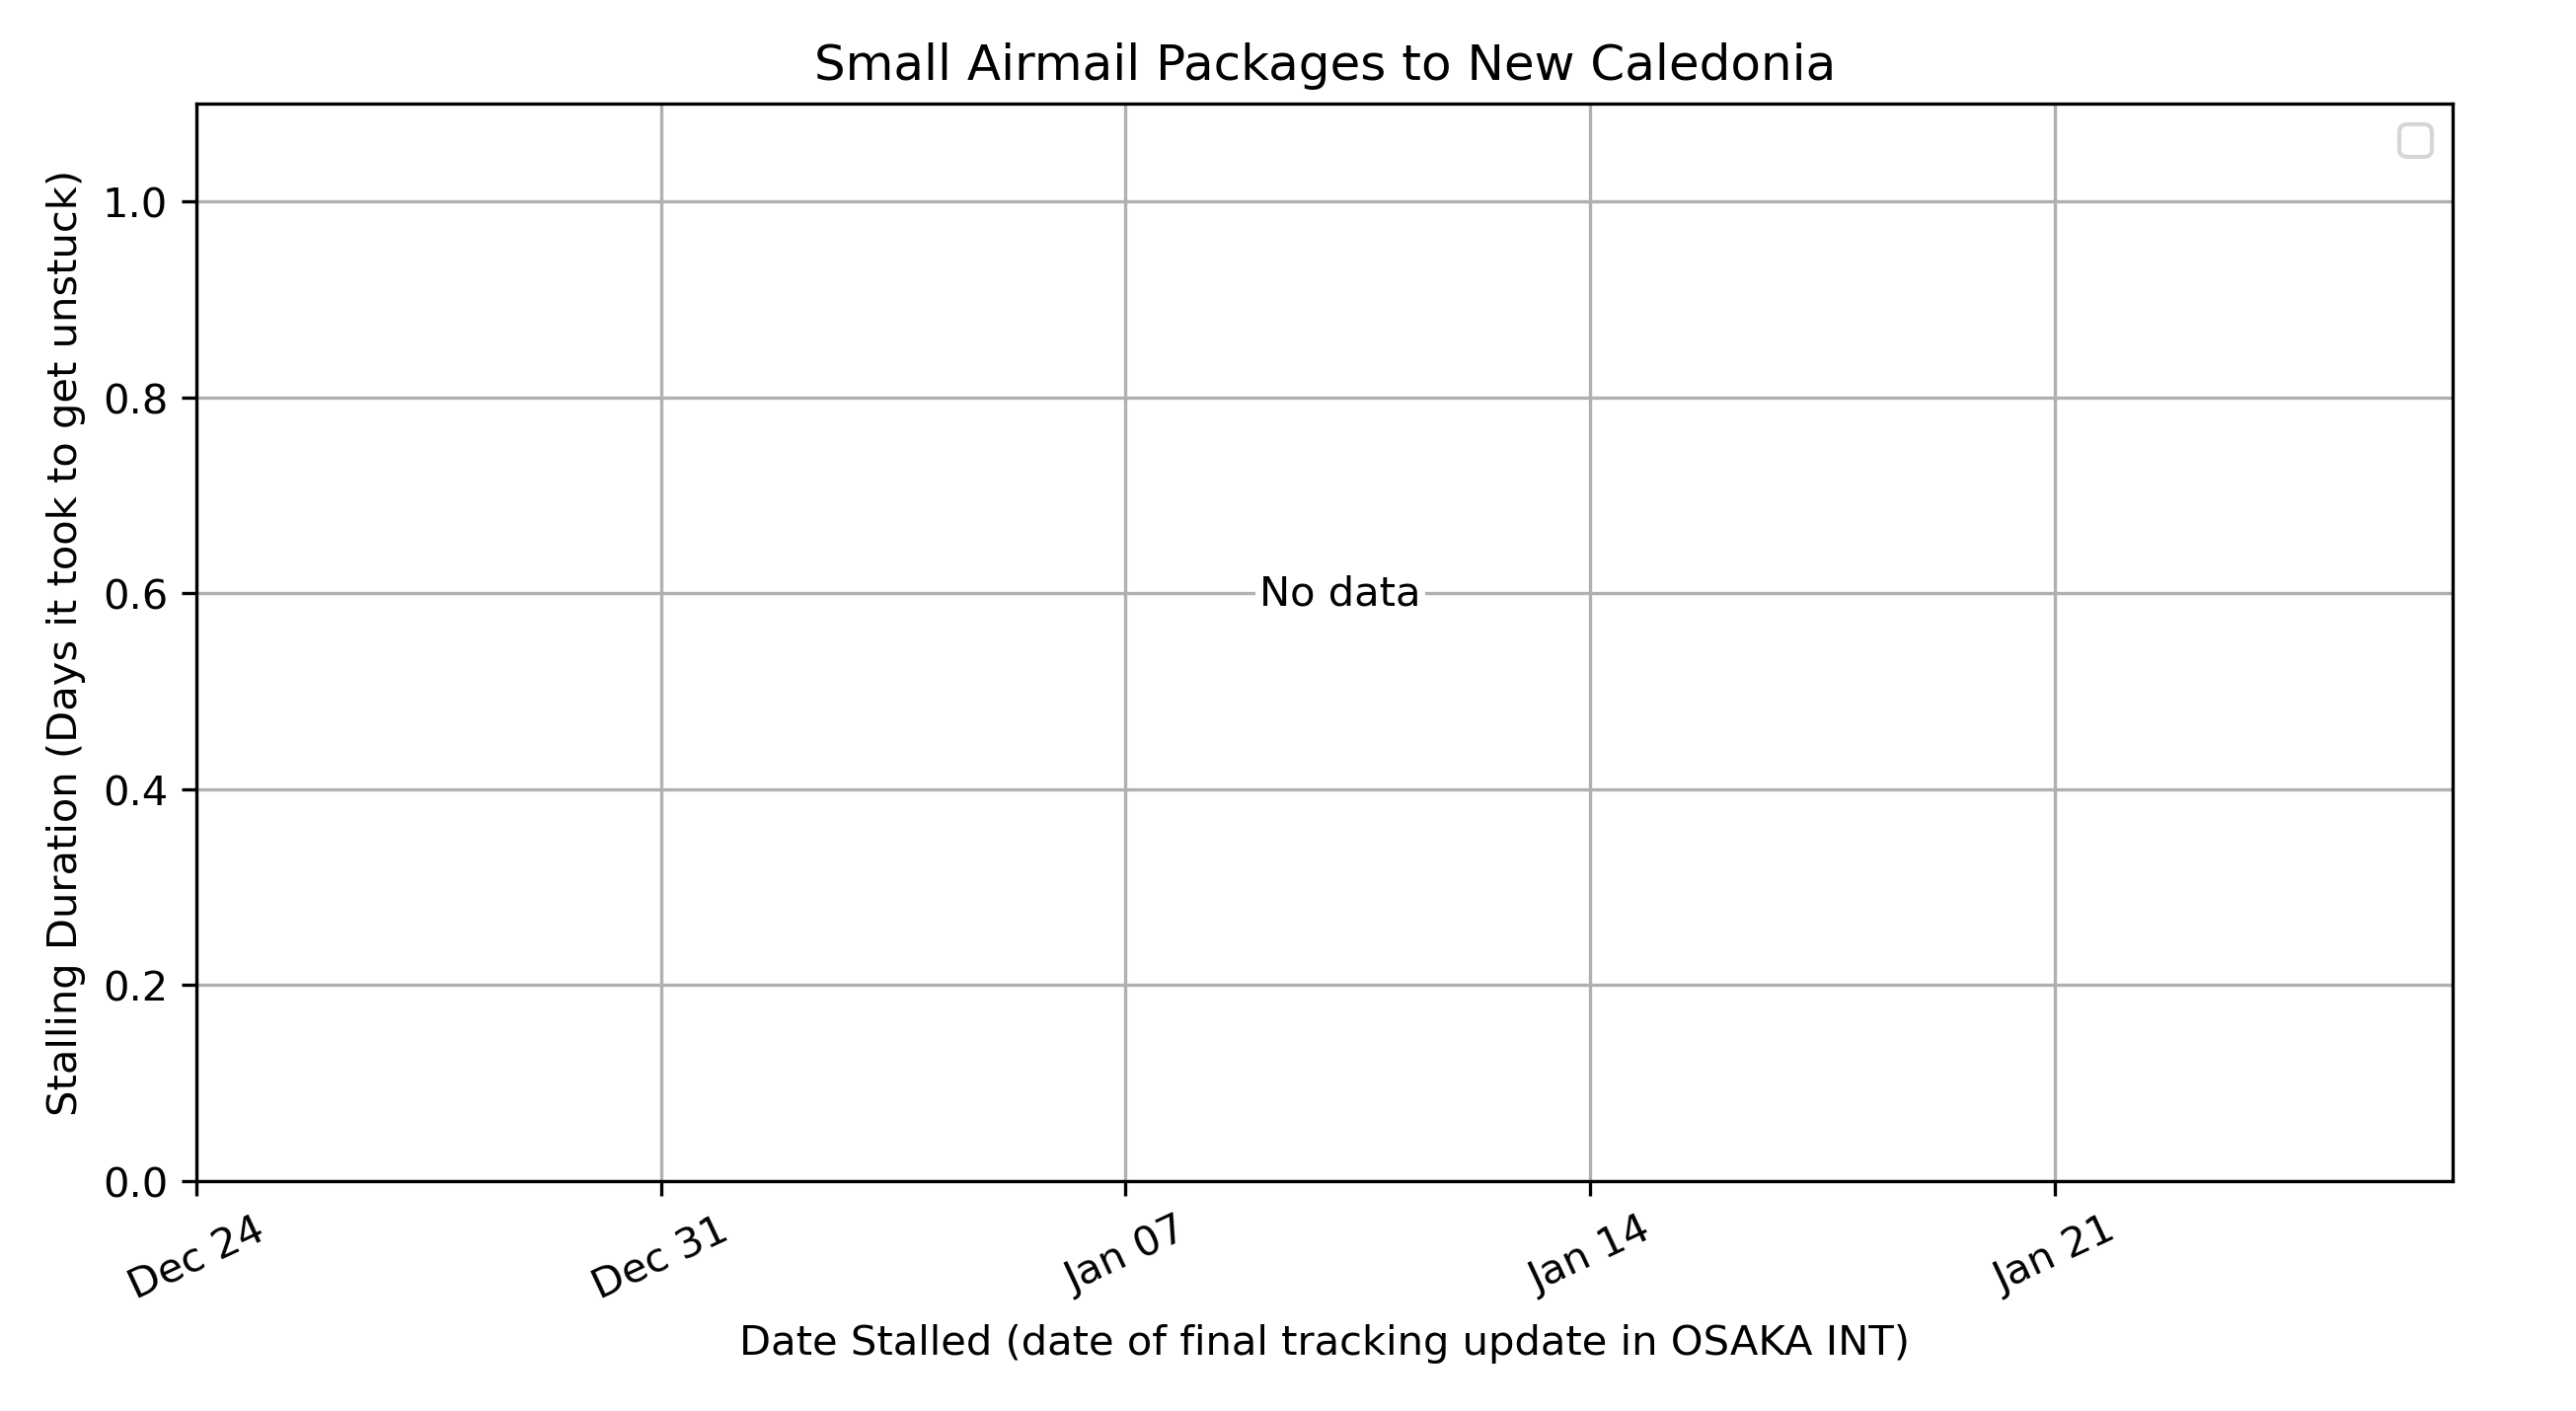 Small Airmail Packages to New Caledonia
Stalling Duration (Days it took to get unstuck)
1.0
0.8
0.6
0.4
0.2
0.0
No data
Dec 24
Dec 31
Jan 07
Jan 14
Jan 21
Date Stalled (date of final tracking update in OSAKA INT)